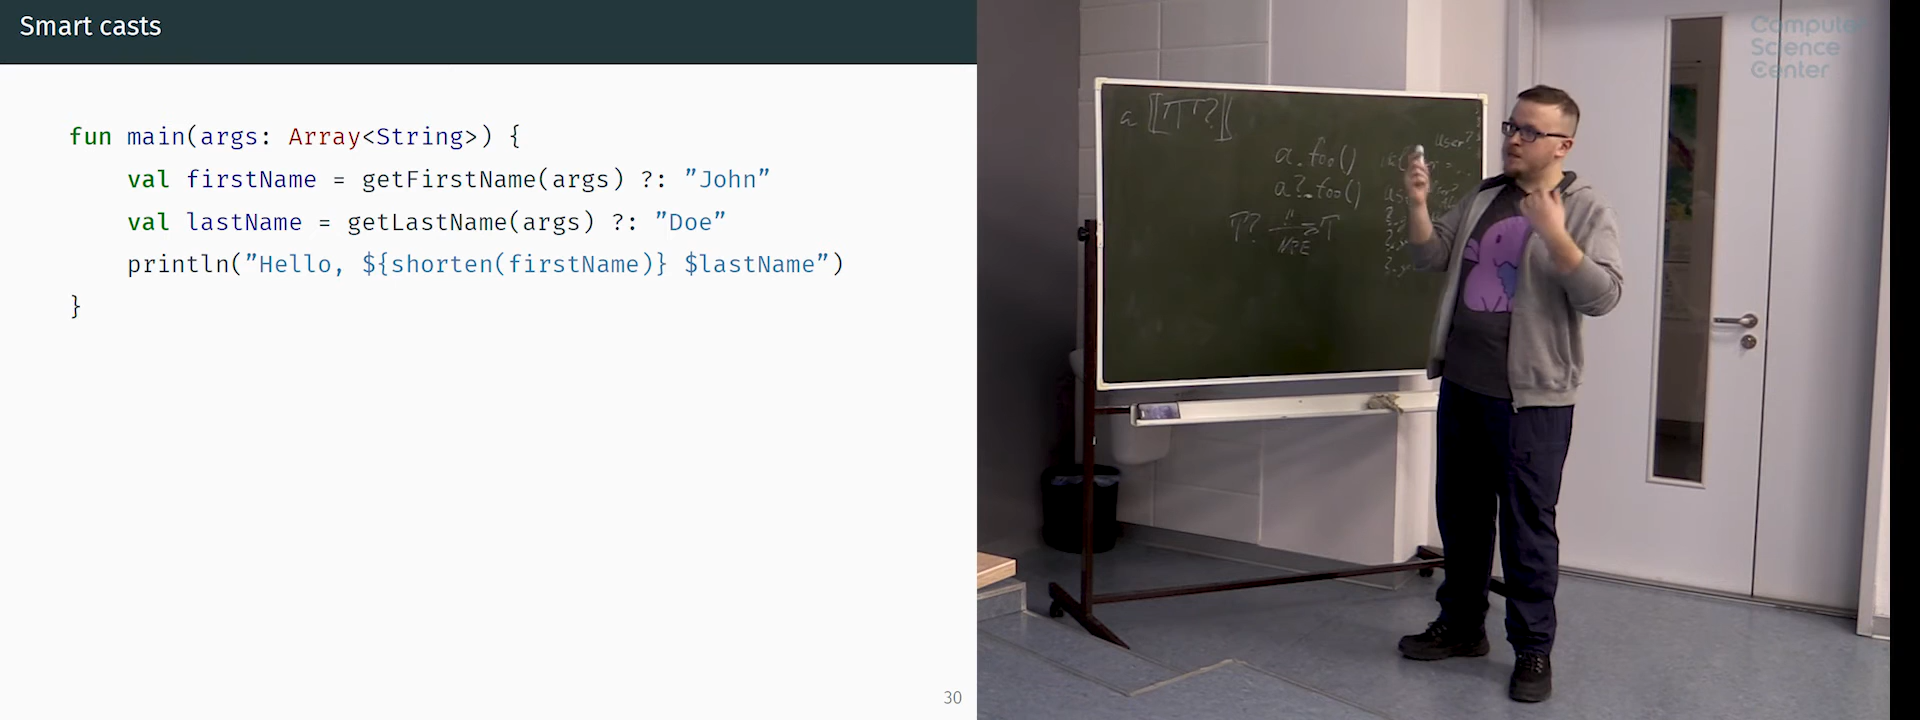 Smart casts
fun main(args: Array<String>) {
val firstName = getFirstName(args) ?: ”John”
val lastName = getLastName(args) ?: ”Doe”
println(”Hello, ${shorten(firstName)} $lastName”)
}
30
Computer
Science
Center
a [[T?]]
a.foo()
a?.foo()
T? !! T
NPE
user?